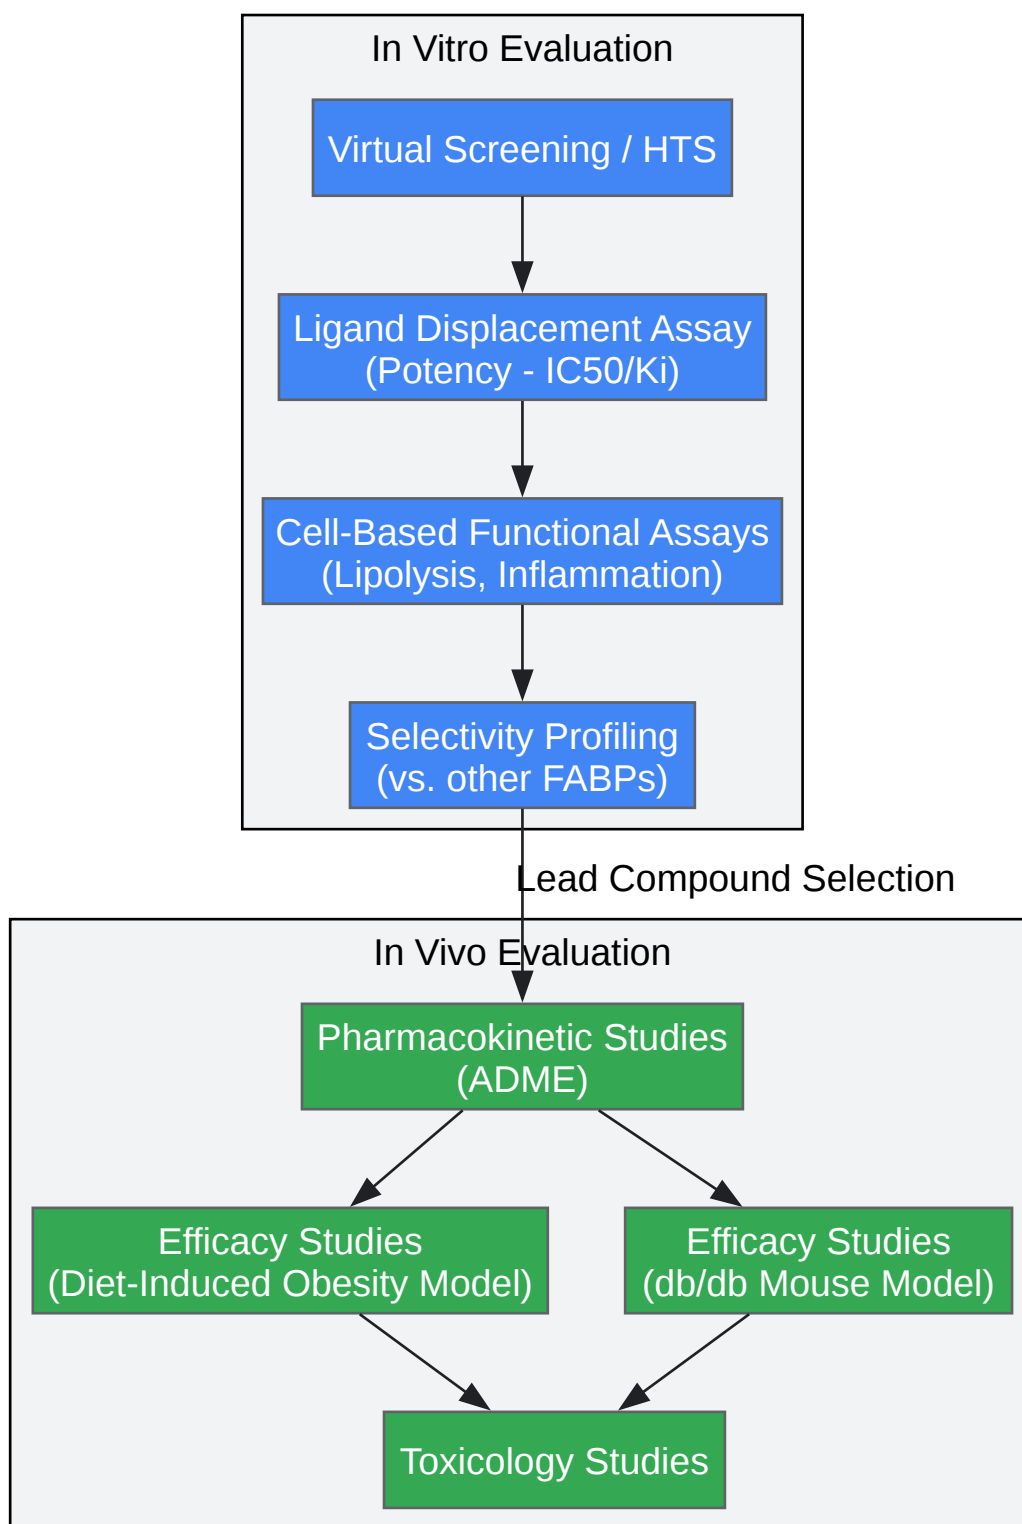 In Vitro Evaluation
Virtual Screening / HTS
Ligand Displacement Assay
(Potency - IC50/Ki)
Cell-Based Functional Assays
(Lipolysis, Inflammation)
Selectivity Profiling
(vs. other FABPs)
Lead Compound Selection
In Vivo Evaluation
Pharmacokinetic Studies
(ADME)
Efficacy Studies
(Diet-Induced Obesity Model)
Efficacy Studies
(db/db Mouse Model)
Toxicology Studies